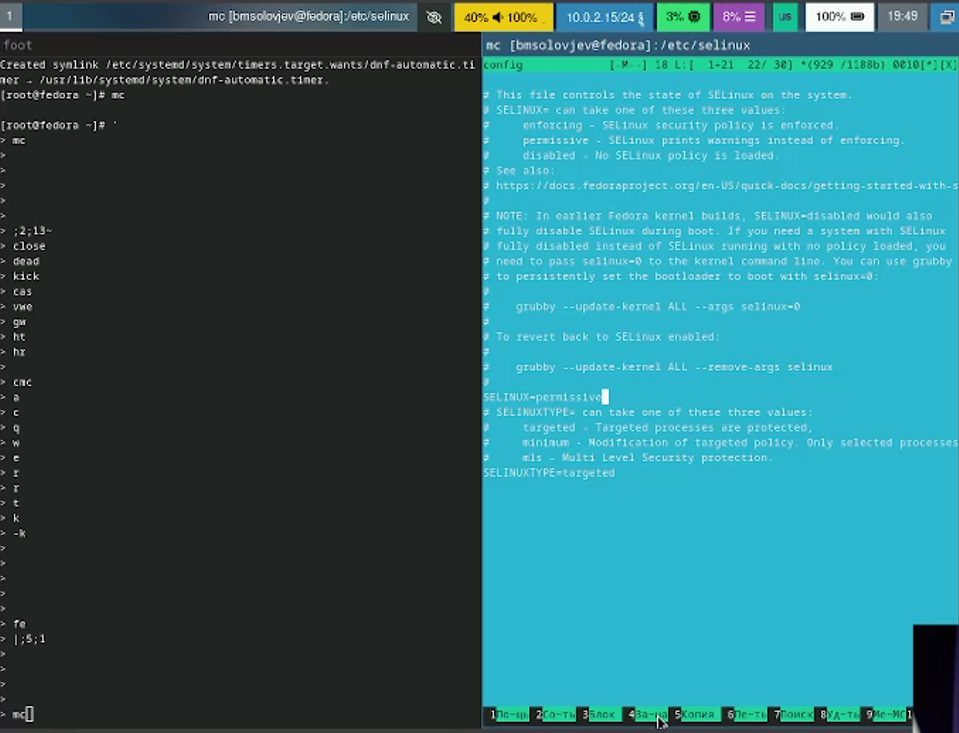 1
mc [bmsolovjev@fedora]:/etc/selinux
40% 100%
10.0.2.15/24
3%
8%
us
100%
19:49
foot
Created symlink /etc/systemd/system/timers.target.wants/dnf-automatic.ti
mer → /usr/lib/systemd/system/dnf-automatic.timer.
[root@fedora ~]# mc
[root@fedora ~]# '
> mc
>
>
>
>
>
> ;2;13~
> close
> dead
> kick
> cas
> vwe
> gw
> ht
> hr
>
> cmc
> a
> c
> q
> w
> e
> r
> r
> t
> k
> -k
>
>
>
>
>
> fe
> |;5;1
>
>
>
>
> mc
mc [bmsolovjev@fedora]:/etc/selinux
config [-M--] 18 L:[ 1+21 22/ 30] *(929 /1188b) 0010[*][X]
# This file controls the state of SELinux on the system.
# SELINUX= can take one of these three values:
# enforcing - SELinux security policy is enforced.
# permissive - SELinux prints warnings instead of enforcing.
# disabled - No SELinux policy is loaded.
# See also:
# https://docs.fedoraproject.org/en-US/quick-docs/getting-started-with-s
#
# NOTE: In earlier Fedora kernel builds, SELINUX=disabled would also
# fully disable SELinux during boot. If you need a system with SELinux
# fully disabled instead of SELinux running with no policy loaded, you
# need to pass selinux=0 to the kernel command line. You can use grubby
# to persistently set the bootloader to boot with selinux=0:
#
# grubby --update-kernel ALL --args selinux=0
#
# To revert back to SELinux enabled:
#
# grubby --update-kernel ALL --remove-args selinux
#
SELINUX=permissive
# SELINUXTYPE= can take one of these three values:
# targeted - Targeted processes are protected,
# minimum - Modification of targeted policy. Only selected processes
# mls - Multi Level Security protection.
SELINUXTYPE=targeted
1По~щь 2Со~ть 3Блок 4За~на 5Копия 6Пе~ть 7Поиск 8Уд~ть 9Ме~MC1